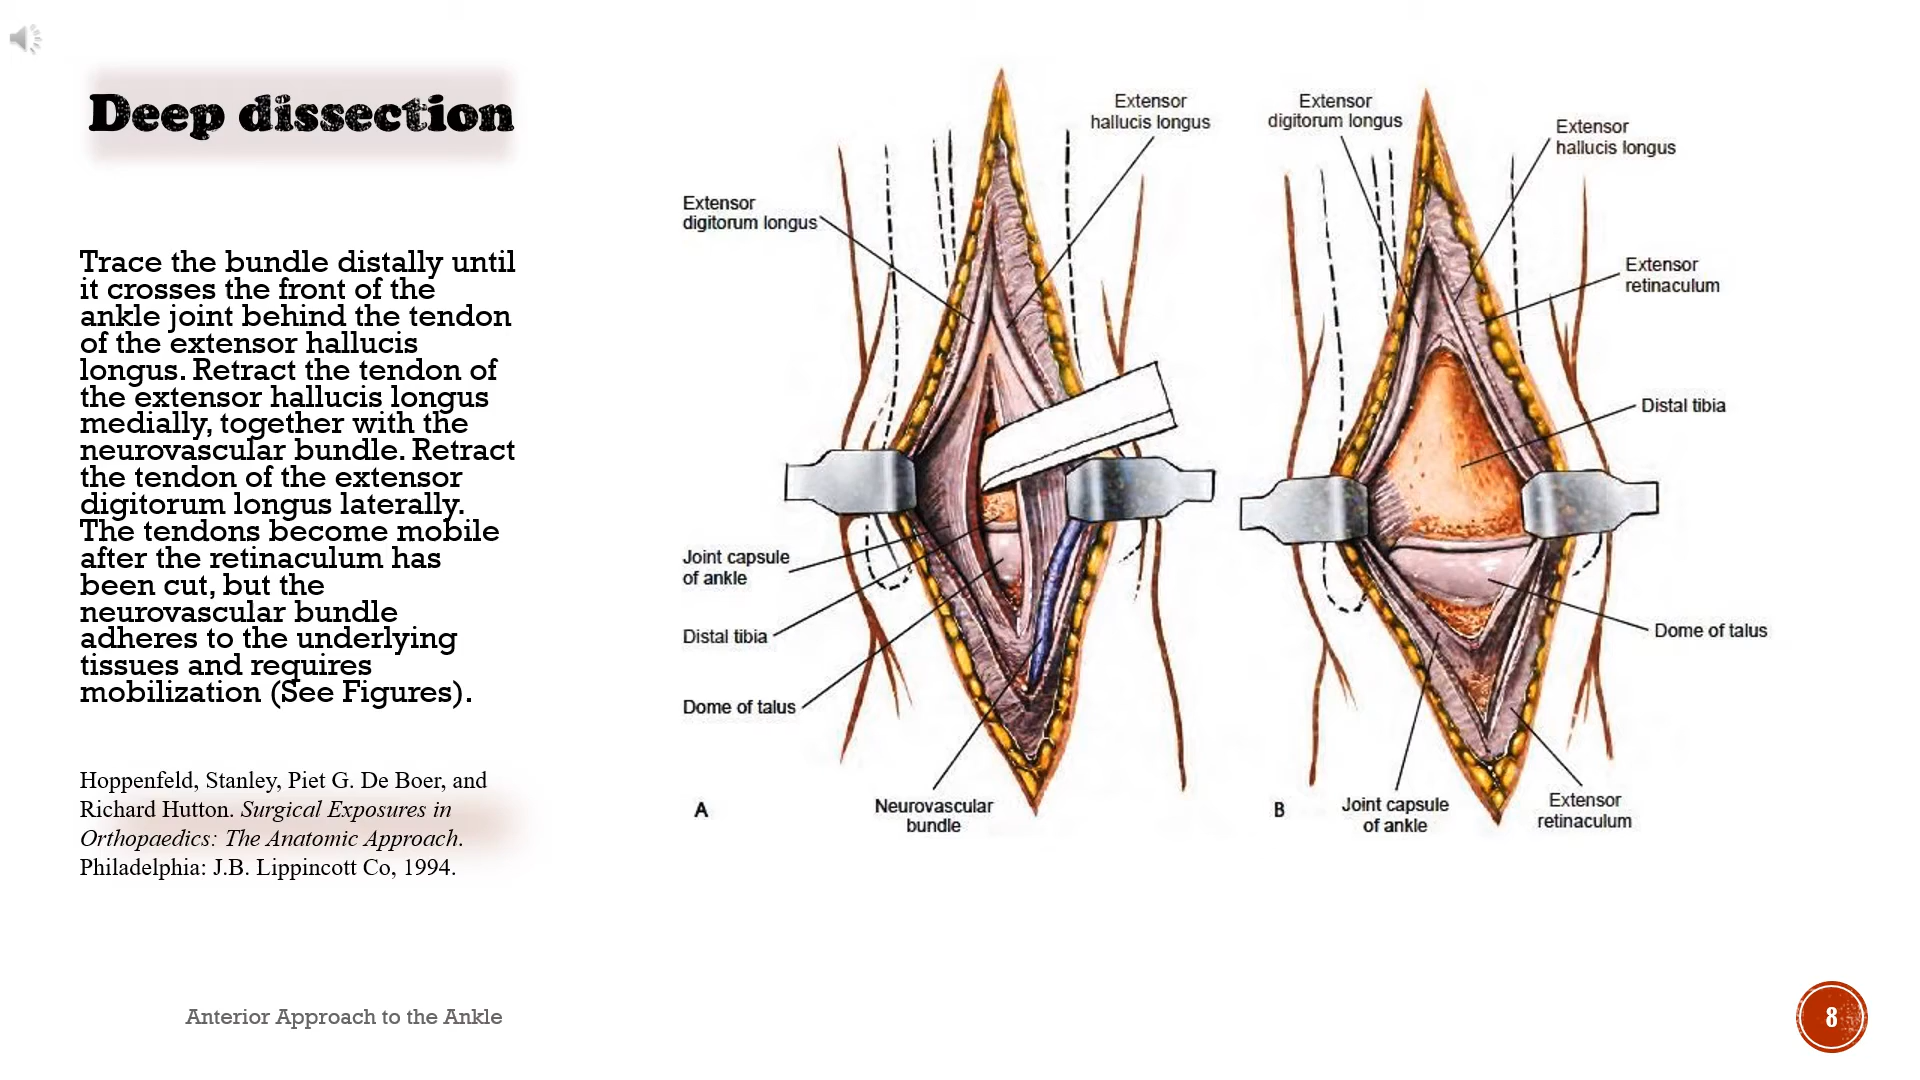 Deep dissection
Trace the bundle distally until
it crosses the front of the
ankle joint behind the tendon
of the extensor hallucis
longus. Retract the tendon of
the extensor hallucis longus
medially, together with the
neurovascular bundle. Retract
the tendon of the extensor
digitorum longus laterally.
The tendons become mobile
after the retinaculum has
been cut, but the
neurovascular bundle
adheres to the underlying
tissues and requires
mobilization (See Figures).
Hoppenfeld, Stanley, Piet G. De Boer, and
Richard Hutton. Surgical Exposures in
Orthopaedics: The Anatomic Approach.
Philadelphia: J.B. Lippincott Co, 1994.
Extensor
hallucis longus
Extensor
digitorum longus
Joint capsule
of ankle
Distal tibia
Dome of talus
Neurovascular
bundle
A
Extensor
digitorum longus
Extensor
hallucis longus
Extensor
retinaculum
Distal tibia
Dome of talus
Joint capsule
of ankle
Extensor
retinaculum
B
Anterior Approach to the Ankle
8